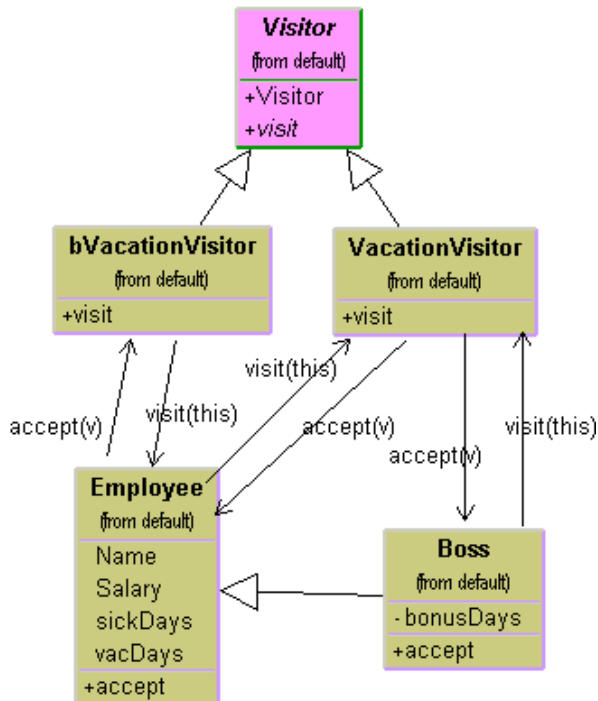 Visitor
(from default)
+Visitor
+visit
bVacationVisitor
(from default)
+visit
VacationVisitor
(from default)
+visit
accept(v)
visit(this)
visit(this)
accept(v)
accept(v)
visit(this)
Employee
(from default)
Name
Salary
sickDays
vacDays
+accept
Boss
(from default)
-bonusDays
+accept